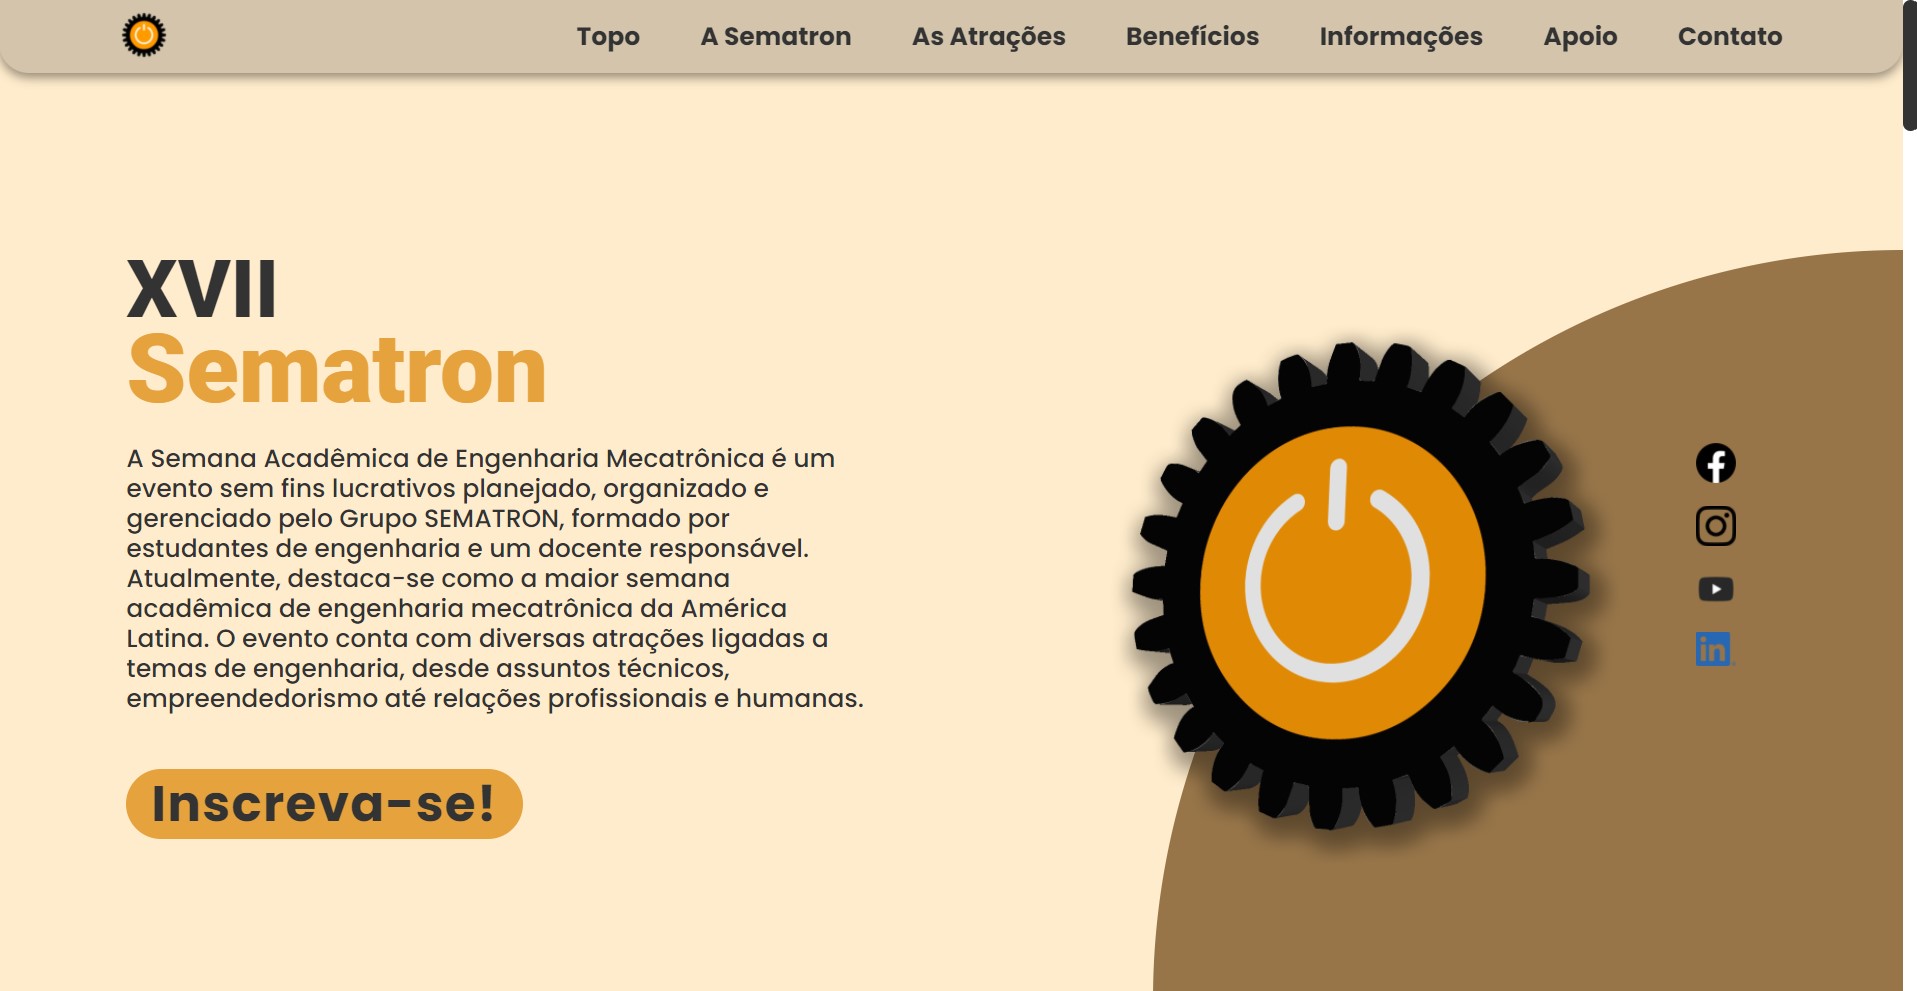 Topo A Sematron As Atrações Benefícios Informações Apoio Contato
XVII
Sematron
A Semana Acadêmica de Engenharia Mecatrônica é um
evento sem fins lucrativos planejado, organizado e
gerenciado pelo Grupo SEMATRON, formado por
estudantes de engenharia e um docente responsável.
Atualmente, destaca-se como a maior semana
acadêmica de engenharia mecatrônica da América
Latina. O evento conta com diversas atrações ligadas a
temas de engenharia, desde assuntos técnicos,
empreendedorismo até relações profissionais e humanas.
Inscreva-se!
in